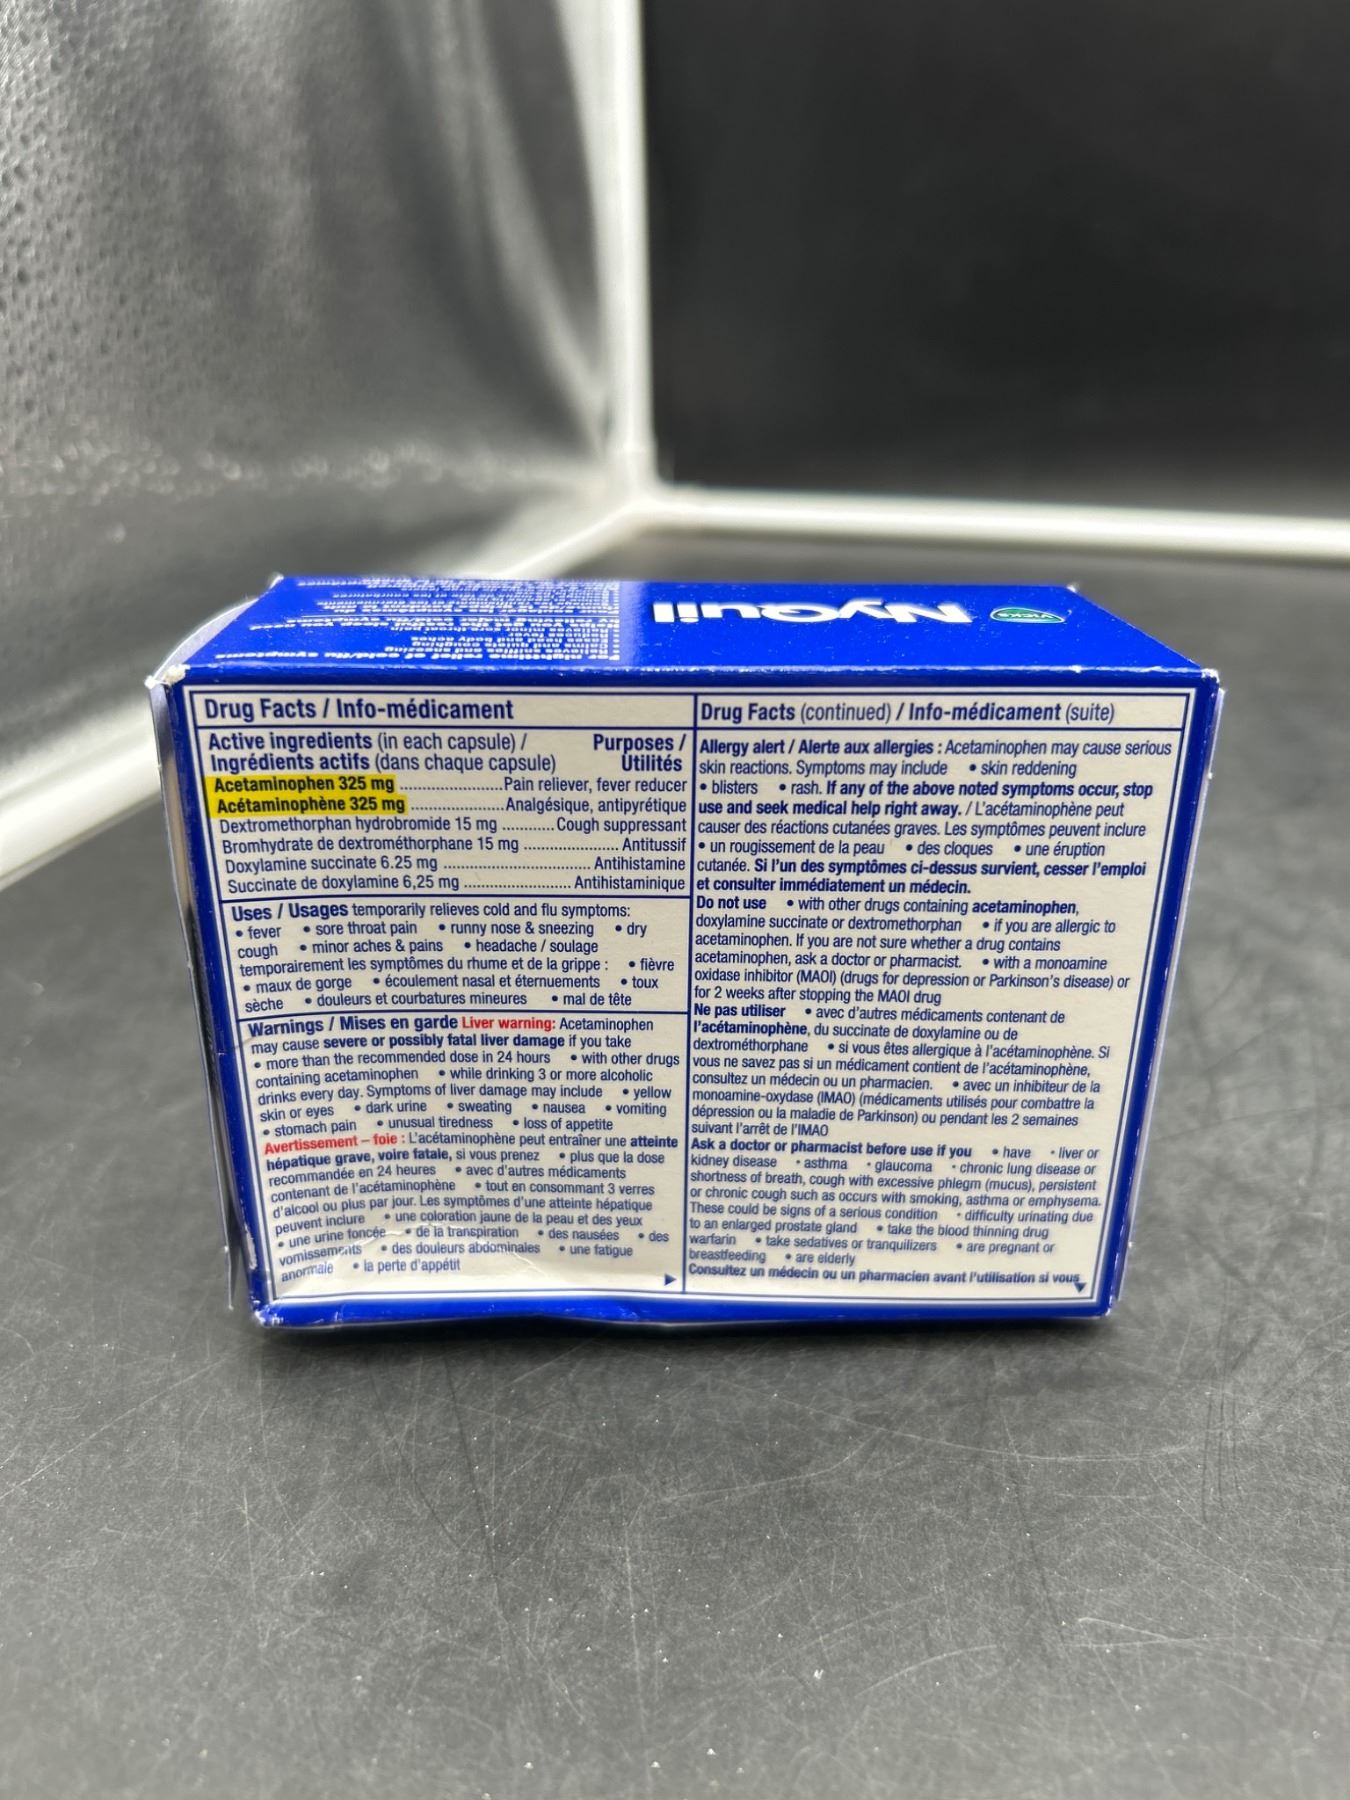 VICKS
NyQuil
Drug Facts / Info-médicament
Active ingredients (in each capsule) / Purposes /
Ingrédients actifs (dans chaque capsule) Utilités
Acetaminophen 325 mg ........................Pain reliever, fever reducer
Acétaminophène 325 mg ......................Analgésique, antipyrétique
Dextromethorphan hydrobromide 15 mg ............Cough suppressant
Bromhydrate de dextrométhorphane 15 mg ...................... Antitussif
Doxylamine succinate 6.25 mg ................................. Antihistamine
Succinate de doxylamine 6,25 mg ......................... Antihistaminique
Uses / Usages temporarily relieves cold and flu symptoms:
• fever • sore throat pain • runny nose & sneezing • dry
cough • minor aches & pains • headache / soulage
temporairement les symptômes du rhume et de la grippe : • fièvre
• maux de gorge • écoulement nasal et éternuements • toux
sèche • douleurs et courbatures mineures • mal de tête
Warnings / Mises en garde Liver warning: Acetaminophen
may cause severe or possibly fatal liver damage if you take
• more than the recommended dose in 24 hours • with other drugs
containing acetaminophen • while drinking 3 or more alcoholic
drinks every day. Symptoms of liver damage may include • yellow
skin or eyes • dark urine • sweating • nausea • vomiting
• stomach pain • unusual tiredness • loss of appetite
Avertissement – foie : L'acétaminophène peut entraîner une atteinte
hépatique grave, voire fatale, si vous prenez • plus que la dose
recommandée en 24 heures • avec d'autres médicaments
contenant de l'acétaminophène • tout en consommant 3 verres
d'alcool ou plus par jour. Les symptômes d'une atteinte hépatique
peuvent inclure • une coloration jaune de la peau et des yeux
• une urine foncée • de la transpiration • des nausées • des
vomissements • des douleurs abdominales • une fatigue
anormale • la perte d'appétit
Drug Facts (continued) / Info-médicament (suite)
Allergy alert / Alerte aux allergies : Acetaminophen may cause serious
skin reactions. Symptoms may include • skin reddening
• blisters • rash. If any of the above noted symptoms occur, stop
use and seek medical help right away. / L'acétaminophène peut
causer des réactions cutanées graves. Les symptômes peuvent inclure
• un rougissement de la peau • des cloques • une éruption
cutanée. Si l'un des symptômes ci-dessus survient, cesser l'emploi
et consulter immédiatement un médecin.
Do not use • with other drugs containing acetaminophen,
doxylamine succinate or dextromethorphan • if you are allergic to
acetaminophen. If you are not sure whether a drug contains
acetaminophen, ask a doctor or pharmacist. • with a monoamine
oxidase inhibitor (MAOI) (drugs for depression or Parkinson's disease) or
for 2 weeks after stopping the MAOI drug
Ne pas utiliser • avec d'autres médicaments contenant de
l'acétaminophène, du succinate de doxylamine ou de
dextrométhorphane • si vous êtes allergique à l'acétaminophène. Si
vous ne savez pas si un médicament contient de l'acétaminophène,
consultez un médecin ou un pharmacien. • avec un inhibiteur de la
monoamine-oxydase (IMAO) (médicaments utilisés pour combattre la
dépression ou la maladie de Parkinson) ou pendant les 2 semaines
suivant l'arrêt de l'IMAO
Ask a doctor or pharmacist before use if you • have • liver or
kidney disease • asthma • glaucoma • chronic lung disease or
shortness of breath, cough with excessive phlegm (mucus), persistent
or chronic cough such as occurs with smoking, asthma or emphysema.
These could be signs of a serious condition • difficulty urinating due
to an enlarged prostate gland • take the blood thinning drug
warfarin • take sedatives or tranquilizers • are pregnant or
breastfeeding • are elderly
Consultez un médecin ou un pharmacien avant l'utilisation si vous